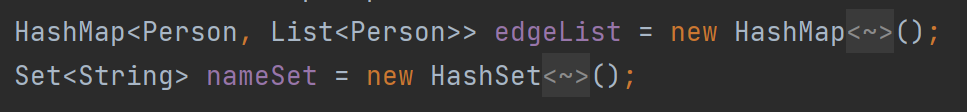 HashMap<Person, List<Person>> edgeList = new HashMap<~>();
Set<String> nameSet = new HashSet<~>();